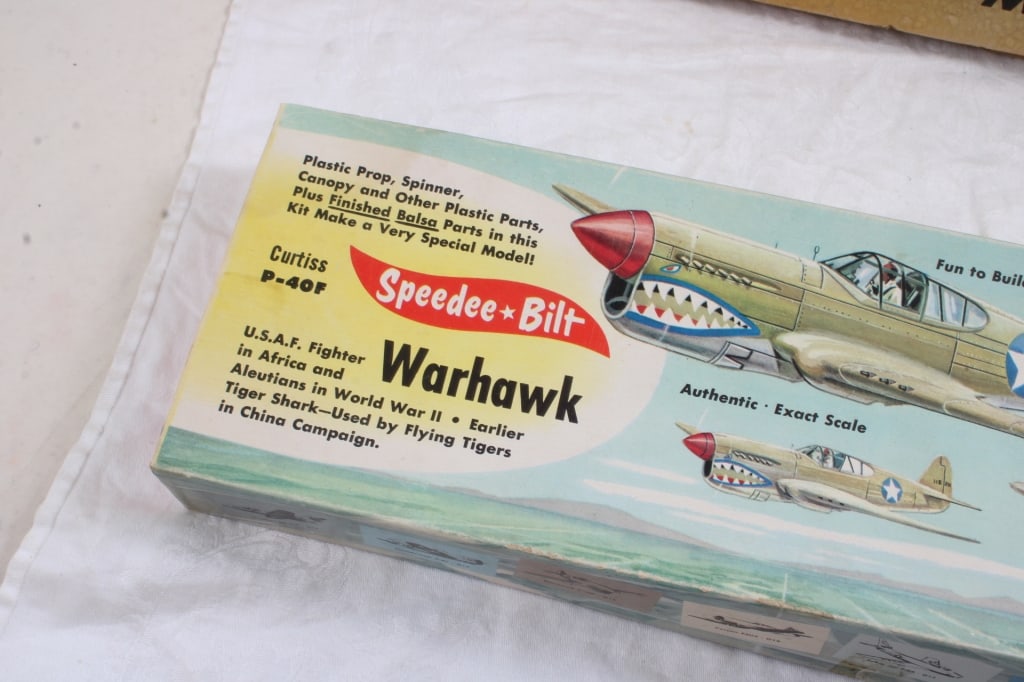 Plastic Prop, Spinner,
Canopy and Other Plastic Parts,
Plus Finished Balsa Parts in this
Kit Make a Very Special Model!
Curtiss
P-40F
Speedee★Bilt
Warhawk
U.S.A.F. Fighter
in Africa and
Aleutians in World War II • Earlier
Tiger Shark—Used by Flying Tigers
in China Campaign.
Fun to Build
Authentic · Exact Scale